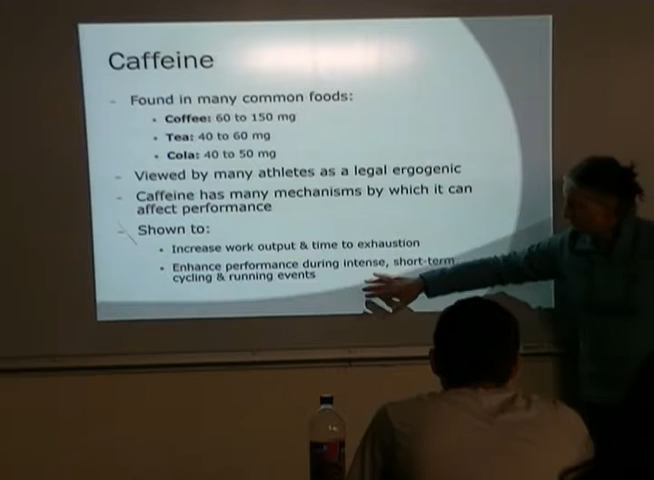 Caffeine
- Found in many common foods:
• Coffee: 60 to 150 mg
• Tea: 40 to 60 mg
• Cola: 40 to 50 mg
- Viewed by many athletes as a legal ergogenic
- Caffeine has many mechanisms by which it can
affect performance
- Shown to:
• Increase work output & time to exhaustion
• Enhance performance during intense, short-term
cycling & running events